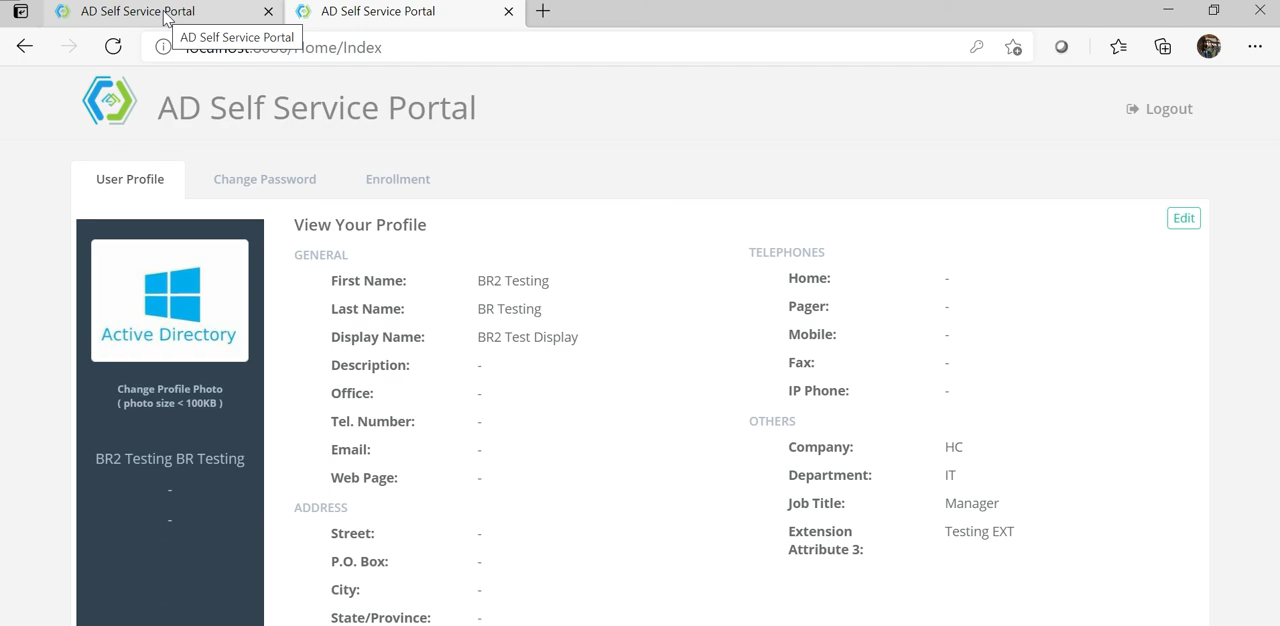 AD Self Service Portal
AD Self Service Portal
AD Self Service Portal
/Home/Index
AD Self Service Portal
Logout
User Profile
Change Password
Enrollment
Active Directory
Change Profile Photo
( photo size < 100KB )
BR2 Testing BR Testing
-
-
View Your Profile
Edit
GENERAL
First Name: BR2 Testing
Last Name: BR Testing
Display Name: BR2 Test Display
Description: -
Office: -
Tel. Number: -
Email: -
Web Page: -
ADDRESS
Street: -
P.O. Box: -
City: -
State/Province: -
TELEPHONES
Home: -
Pager: -
Mobile: -
Fax: -
IP Phone: -
OTHERS
Company: HC
Department: IT
Job Title: Manager
Extension Testing EXT
Attribute 3: